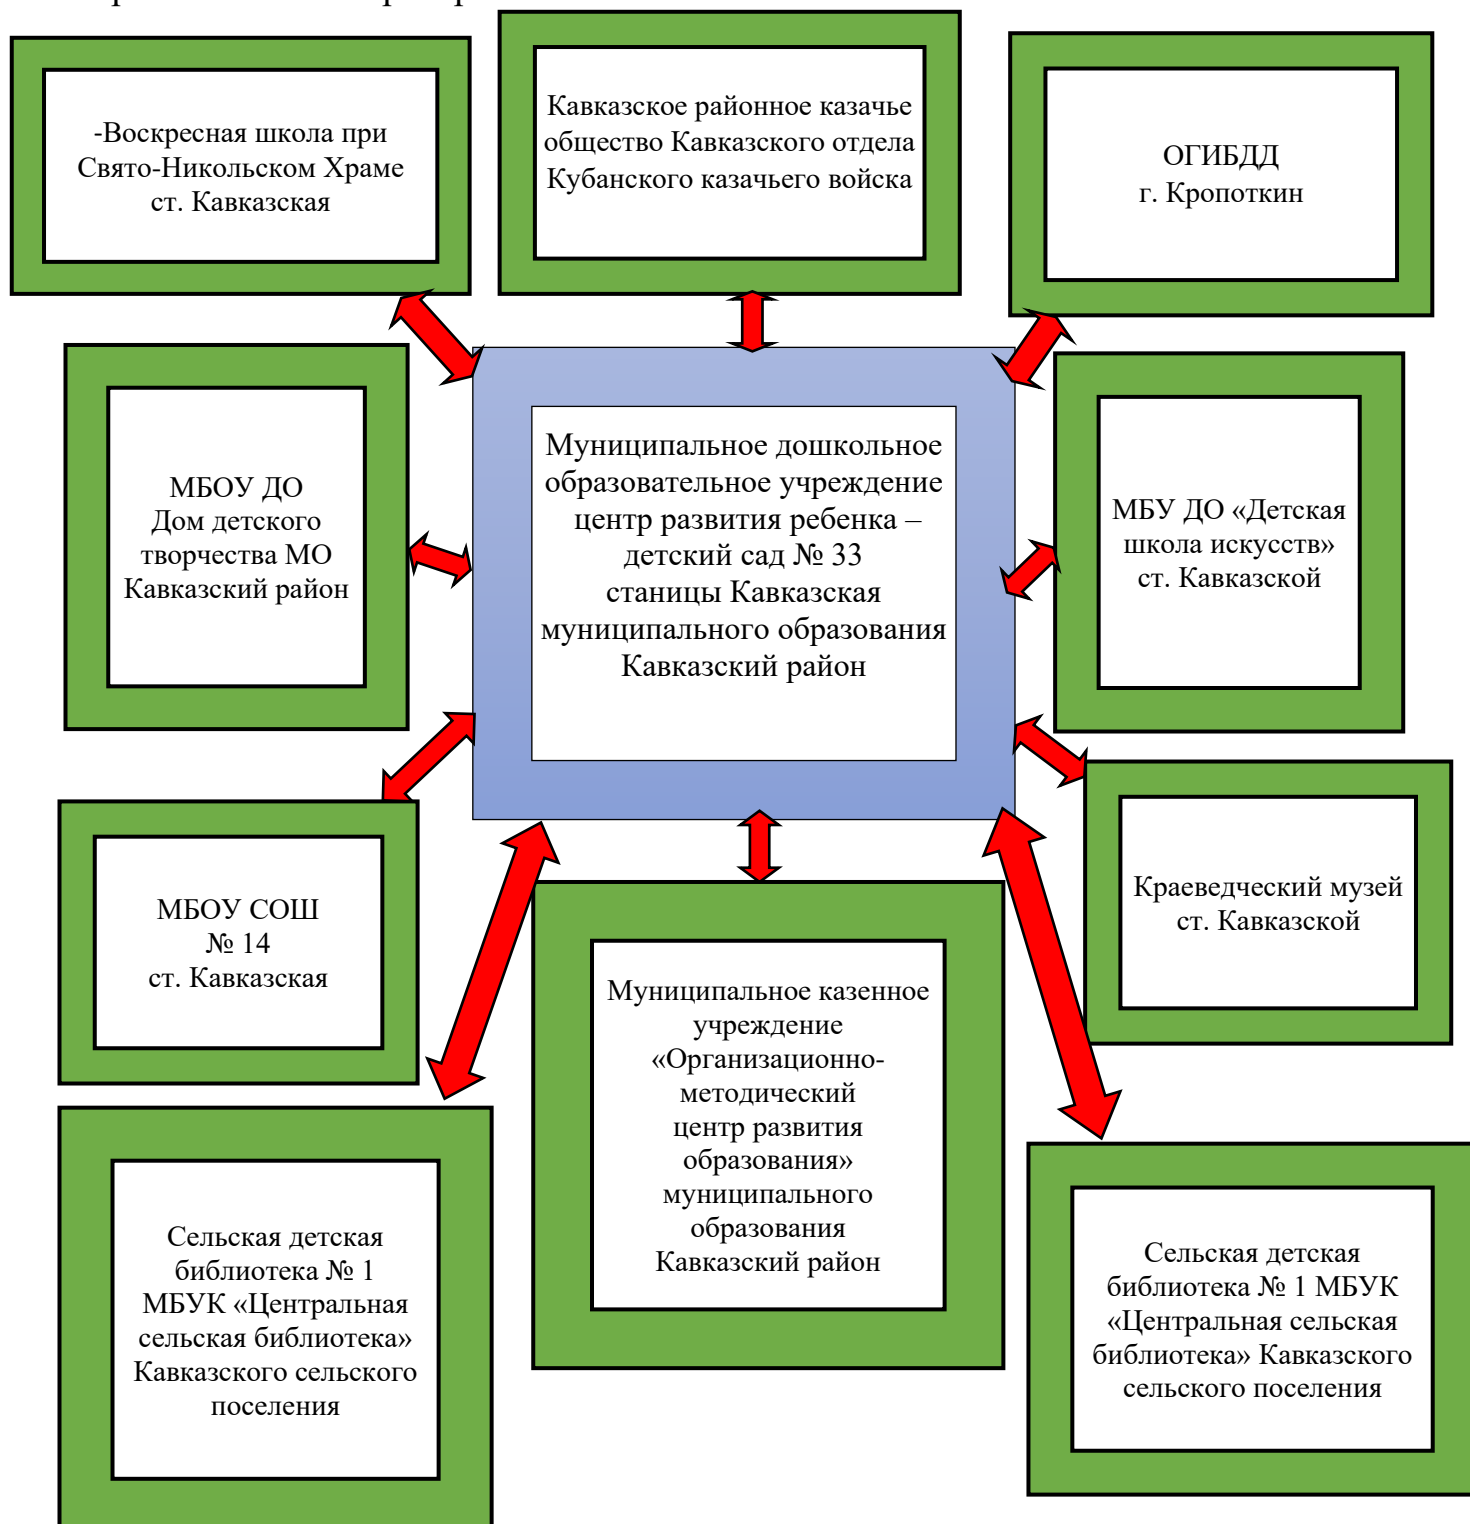 -Воскресная школа при
Свято-Никольском Храме
ст. Кавказская
Кавказское районное казачье
общество Кавказского отдела
Кубанского казачьего войска
ОГИБДД
г. Кропоткин
МБОУ ДО
Дом детского
творчества МО
Кавказский район
Муниципальное дошкольное
образовательное учреждение
центр развития ребенка –
детский сад № 33
станицы Кавказская
муниципального образования
Кавказский район
МБУ ДО «Детская
школа искусств»
ст. Кавказской
МБОУ СОШ
№ 14
ст. Кавказская
Краеведческий музей
ст. Кавказской
Муниципальное казенное
учреждение
«Организационно-
методический
центр развития
образования»
муниципального
образования
Кавказский район
Сельская детская
библиотека № 1
МБУК «Центральная
сельская библиотека»
Кавказского сельского
поселения
Сельская детская
библиотека № 1 МБУК
«Центральная сельская
библиотека» Кавказского
сельского поселения